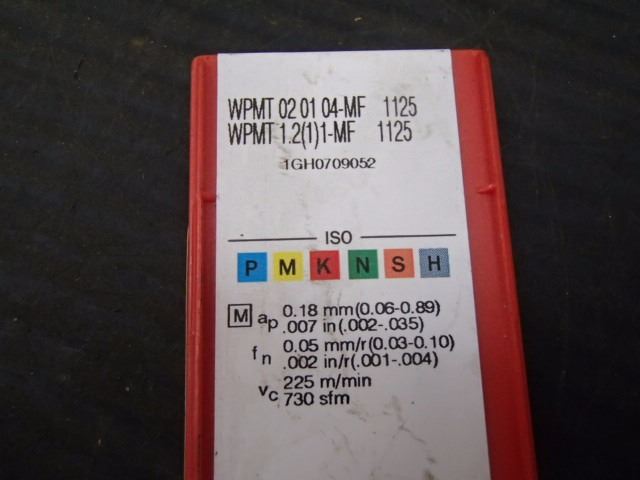 WPMT 02 01 04-MF 1125
WPMT 1.2(1)1-MF 1125
1GH0709052
ISO
P M K N S H
M ap 0.18 mm(0.06-0.89)
.007 in(.002-.035)
fn 0.05 mm/r(0.03-0.10)
.002 in/r(.001-.004)
vc 225 m/min
730 sfm